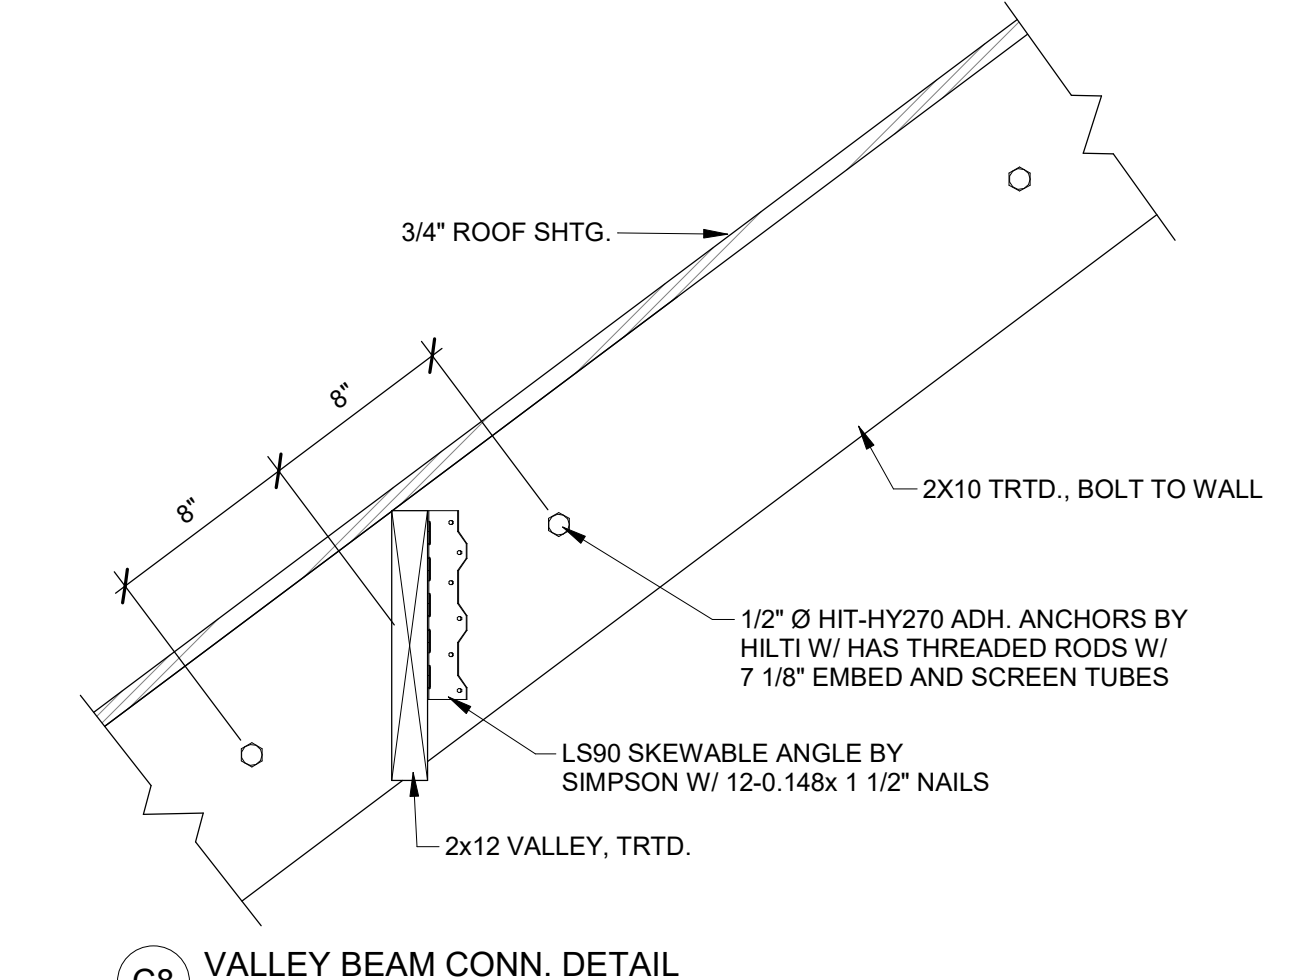 3/4" ROOF SHTG.
8"
8"
2X10 TRTD., BOLT TO WALL
1/2" Ø HIT-HY270 ADH. ANCHORS BY
HILTI W/ HAS THREADED RODS W/
7 1/8" EMBED AND SCREEN TUBES
LS90 SKEWABLE ANGLE BY
SIMPSON W/ 12-0.148x 1 1/2" NAILS
2x12 VALLEY, TRTD.
VALLEY BEAM CONN. DETAIL